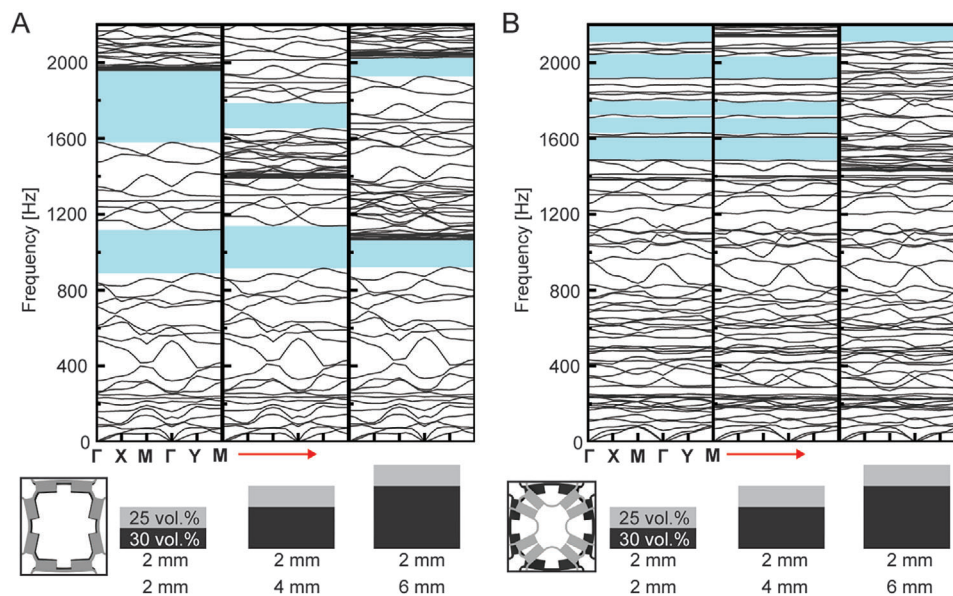 A
B
Frequency [Hz]
2000
1600
1200
800
400
0
Γ X M Γ Y M
25 vol.%
30 vol.%
2 mm
2 mm
2 mm
4 mm
2 mm
6 mm
Frequency [Hz]
2000
1600
1200
800
400
0
Γ X M Γ Y M
25 vol.%
30 vol.%
2 mm
2 mm
2 mm
4 mm
2 mm
6 mm